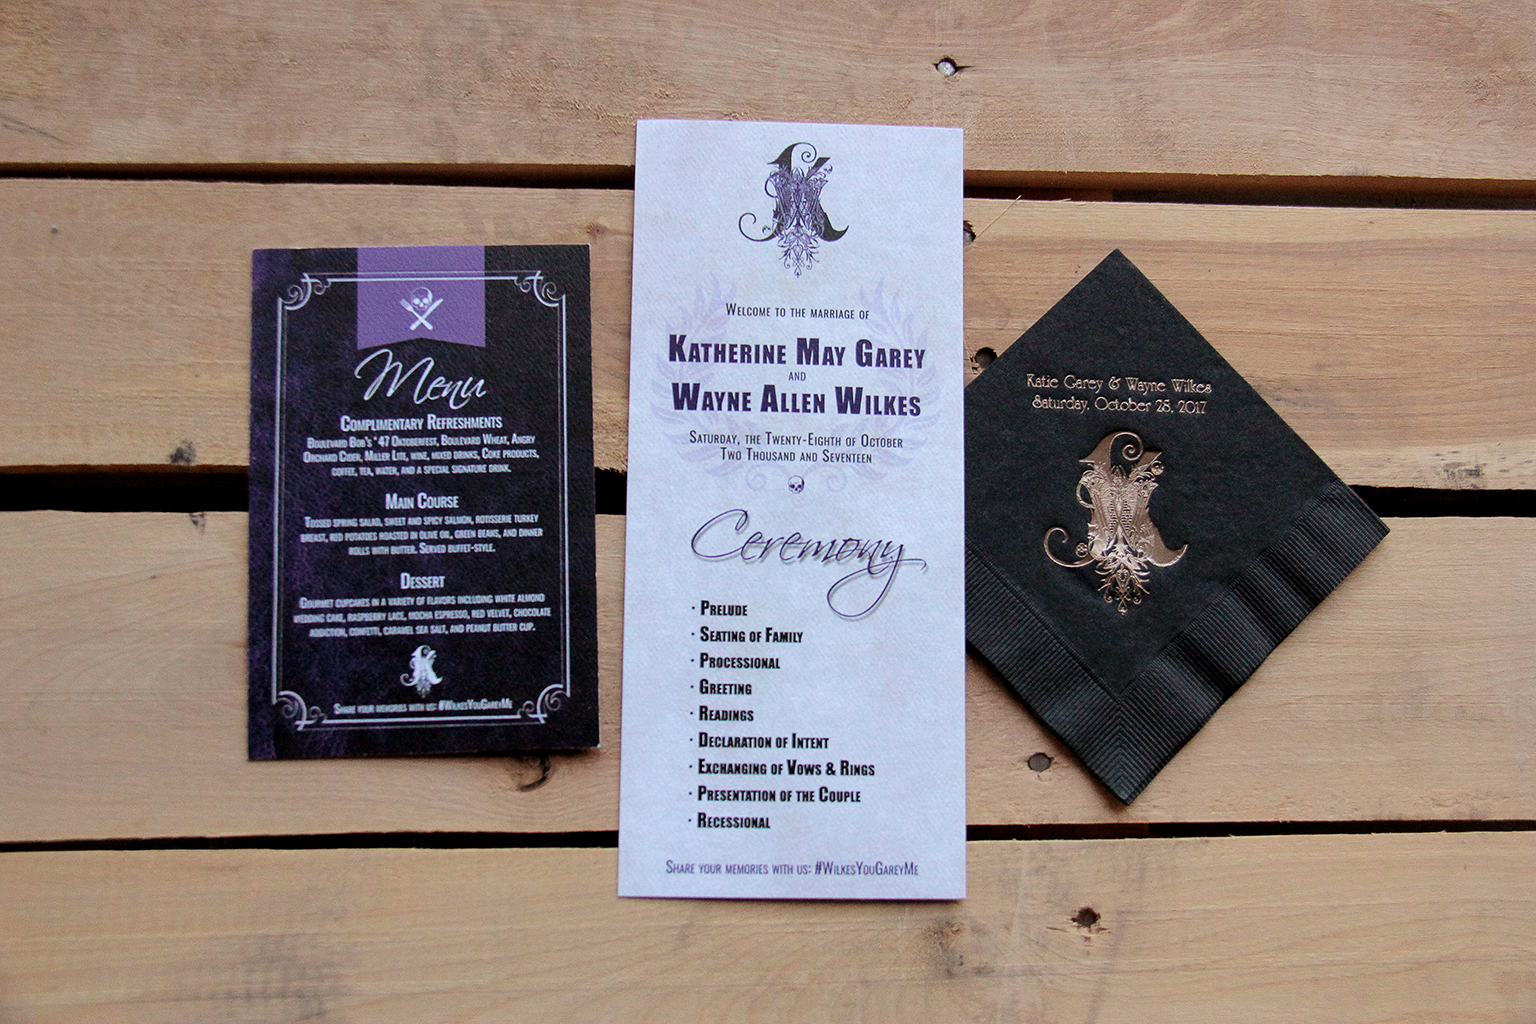 Menu
Complimentary Refreshments
Boulevard Bob's '47 Oktoberfest, Boulevard Wheat, Angry
Orchard Cider, Miller Lite, wine, mixed drinks, Coke products,
coffee, tea, water, and a special signature drink.
Main Course
Tossed spring salad, sweet and spicy salmon, rotisserie turkey
breast, red potatoes roasted in olive oil, green beans, and dinner
rolls with butter. Served buffet-style.
Dessert
Gourmet cupcakes in a variety of flavors including white almond
wedding cake, raspberry lace, mocha espresso, red velvet, chocolate
addiction, confetti, caramel sea salt, and peanut butter cup.
Share your memories with us: #WilkesYouGareyMe
Welcome to the marriage of
Katherine May Garey
and
Wayne Allen Wilkes
Saturday, the Twenty-Eighth of October
Two Thousand and Seventeen
Ceremony
· Prelude
· Seating of Family
· Processional
· Greeting
· Readings
· Declaration of Intent
· Exchanging of Vows & Rings
· Presentation of the Couple
· Recessional
Share your memories with us: #WilkesYouGareyMe
Katie Garey & Wayne Wilkes
Saturday, October 28, 2017